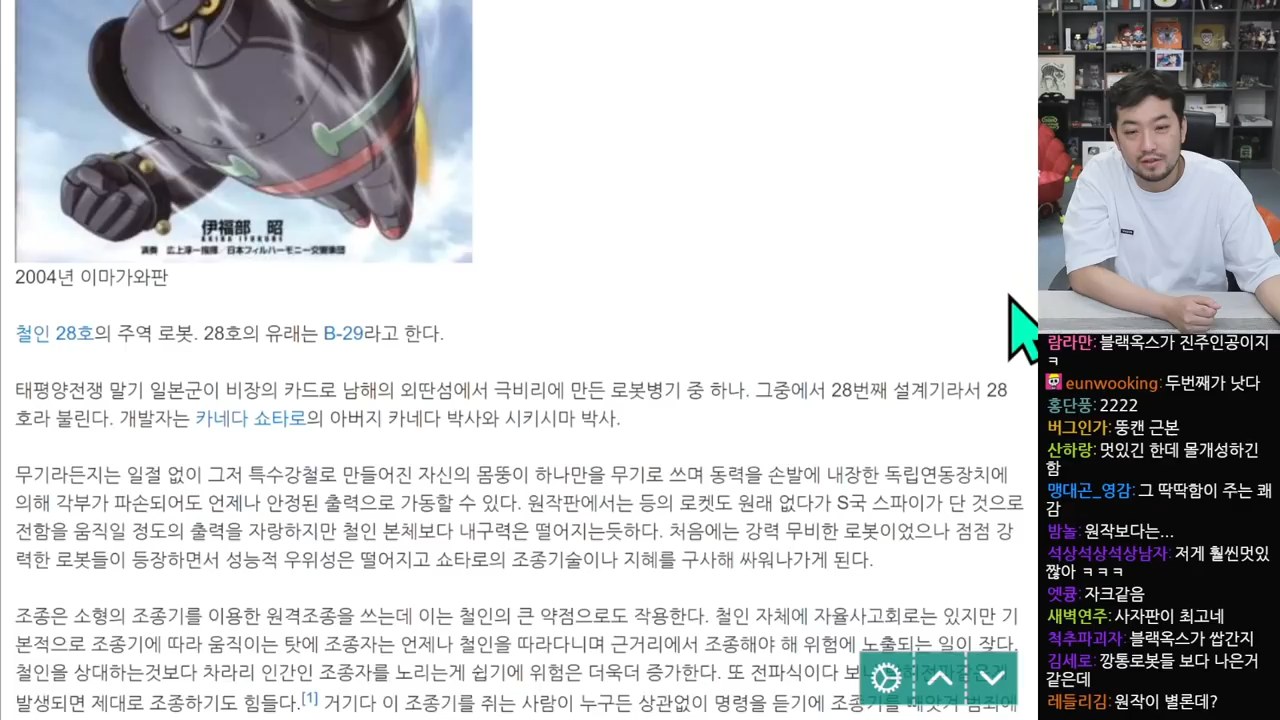 伊福部 昭
AKIRA IFUKUBE
演奏 広上淳一指揮 日本フィルハーモニー交響楽団
2004년 이마가와판
철인 28호의 주역 로봇. 28호의 유래는 B-29라고 한다.
태평양전쟁 말기 일본군이 비장의 카드로 남해의 외딴섬에서 극비리에 만든 로봇병기 중 하나. 그중에서 28번째 설계기라서 28
호라 불린다. 개발자는 카네다 쇼타로의 아버지 카네다 박사와 시키시마 박사.
무기라든지는 일절 없이 그저 특수강철로 만들어진 자신의 몸뚱이 하나만을 무기로 쓰며 동력을 손발에 내장한 독립연동장치에
의해 각부가 파손되어도 언제나 안정된 출력으로 가동할 수 있다. 원작판에서는 등의 로켓도 원래 없다가 S국 스파이가 단 것으로
전함을 움직일 정도의 출력을 자랑하지만 철인 본체보다 내구력은 떨어지는듯하다. 처음에는 강력 무비한 로봇이었으나 점점 강
력한 로봇들이 등장하면서 성능적 우위성은 떨어지고 쇼타로의 조종기술이나 지혜를 구사해 싸워나가게 된다.
조종은 소형의 조종기를 이용한 원격조종을 쓰는데 이는 철인의 큰 약점으로도 작용한다. 철인 자체에 자율사고회로는 있지만 기
본적으로 조종기에 따라 움직이는 탓에 조종자는 언제나 철인을 따라다니며 근거리에서 조종해야 해 위험에 노출되는 일이 잦다.
철인을 상대하는것보다 차라리 인간인 조종자를 노리는게 쉽기에 위험은 더욱더 증가한다. 또 전파식이다 보니
발생되면 제대로 조종하기도 힘들다.[1] 거기에 이 조종기를 쥐는 사람이 누구든 상관없이 명령을 듣기에 조종기를 빼앗겨 범죄에
람라만: 블랙옥스가 진주인공이지
ㅋ
eunwooking: 두번째가 낫다
홍단풍: 2222
버그인가: 뚱캔 근본
산하랑: 멋있긴 한데 몰개성하긴
함
맹대곤_영감: 그 딱딱함이 주는 쾌
감
밤놀: 원작보다는...
석상석상석상남자: 저게 훨씬멋있
짢아 ㅋㅋㅋ
엣큥: 자크같음
새벽연주: 사자판이 최고네
척추파괴자: 블랙옥스가 쌉간지
김세로: 깡통로봇들 보다 나은거
같은데
레들리김: 원작이 별론데?